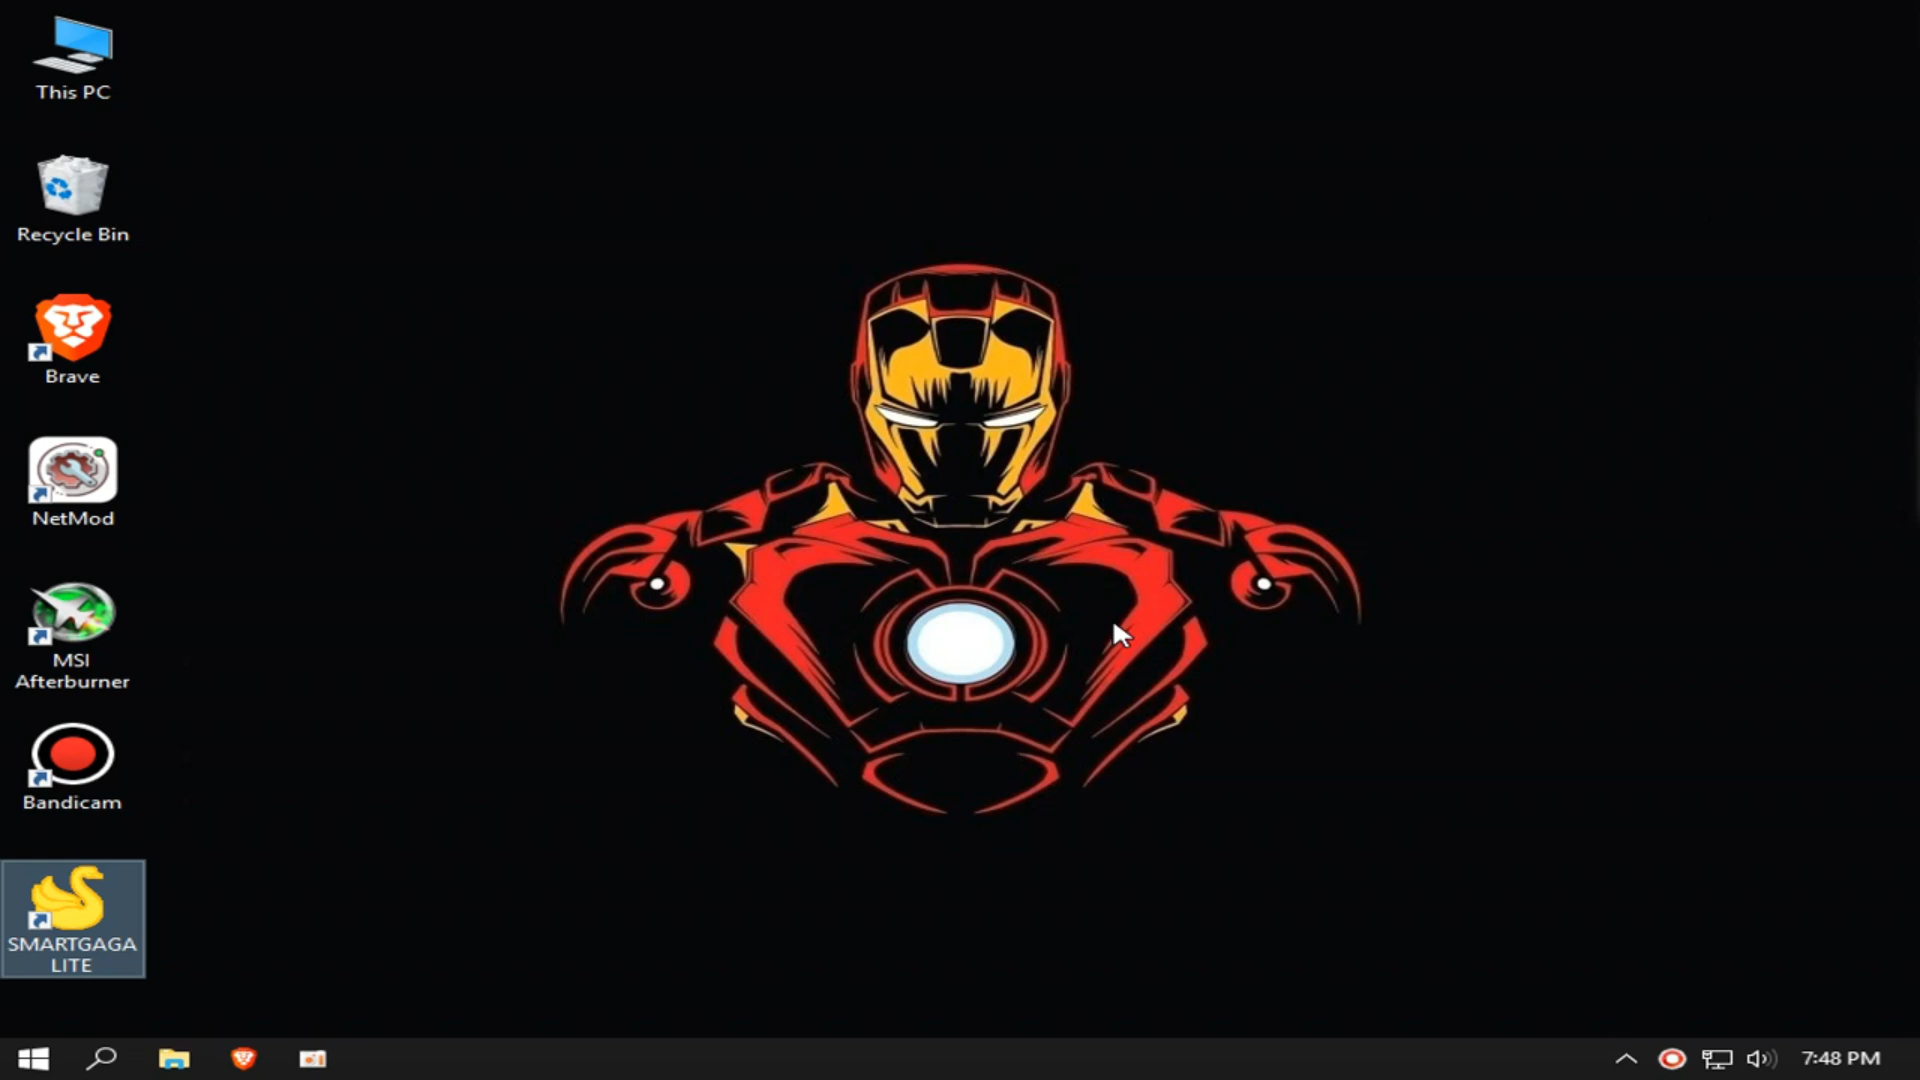 This PC
Recycle Bin
Brave
NetMod
MSI
Afterburner
Bandicam
SMARTGAGA
LITE
7:48 PM